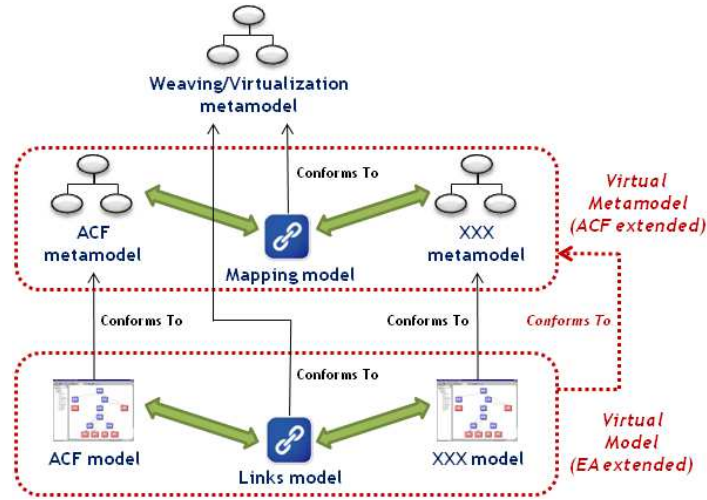 Weaving/Virtualization
metamodel
Conforms To
Virtual
Metamodel
(ACF extended)
ACF
metamodel
XXX
metamodel
Mapping model
Conforms To
Conforms To
Conforms To
Conforms To
ACF model
Links model
XXX model
Virtual
Model
(EA extended)